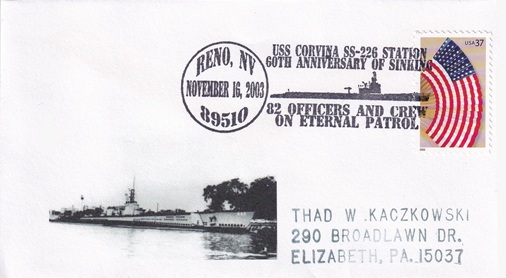 RENO, NV
NOVEMBER 16, 2003
89510
USS CORVINA SS-226 STATION
60TH ANNIVERSARY OF SINKING
82 OFFICERS AND CREW
ON ETERNAL PATROL
USA 37
THAD W. KACZKOWSKI
290 BROADLAWN DR.
ELIZABETH, PA. 15037